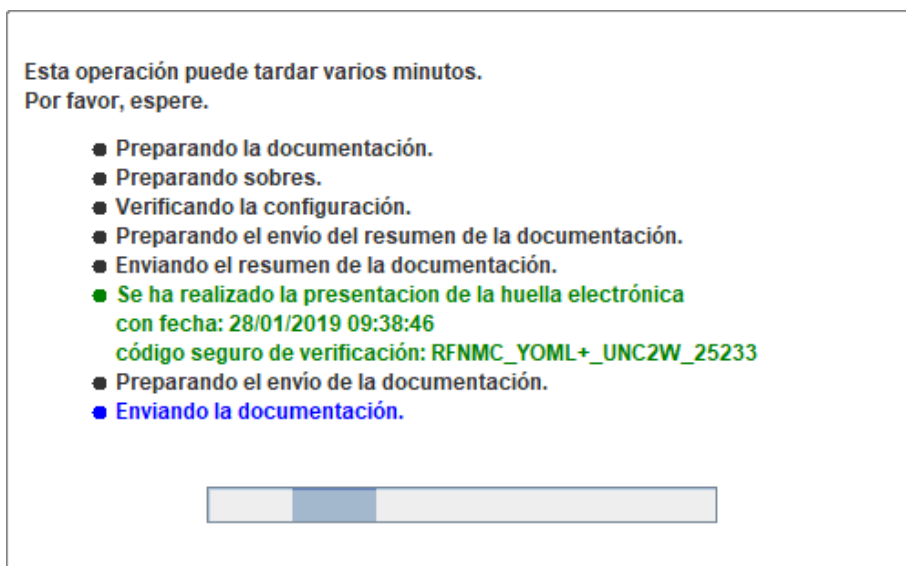 Esta operación puede tardar varios minutos.
Por favor, espere.
Preparando la documentación.
Preparando sobres.
Verificando la configuración.
Preparando el envío del resumen de la documentación.
Enviando el resumen de la documentación.
Se ha realizado la presentacion de la huella electrónica
con fecha: 28/01/2019 09:38:46
código seguro de verificación: RFNMC_YOML+_UNC2W_25233
Preparando el envío de la documentación.
Enviando la documentación.